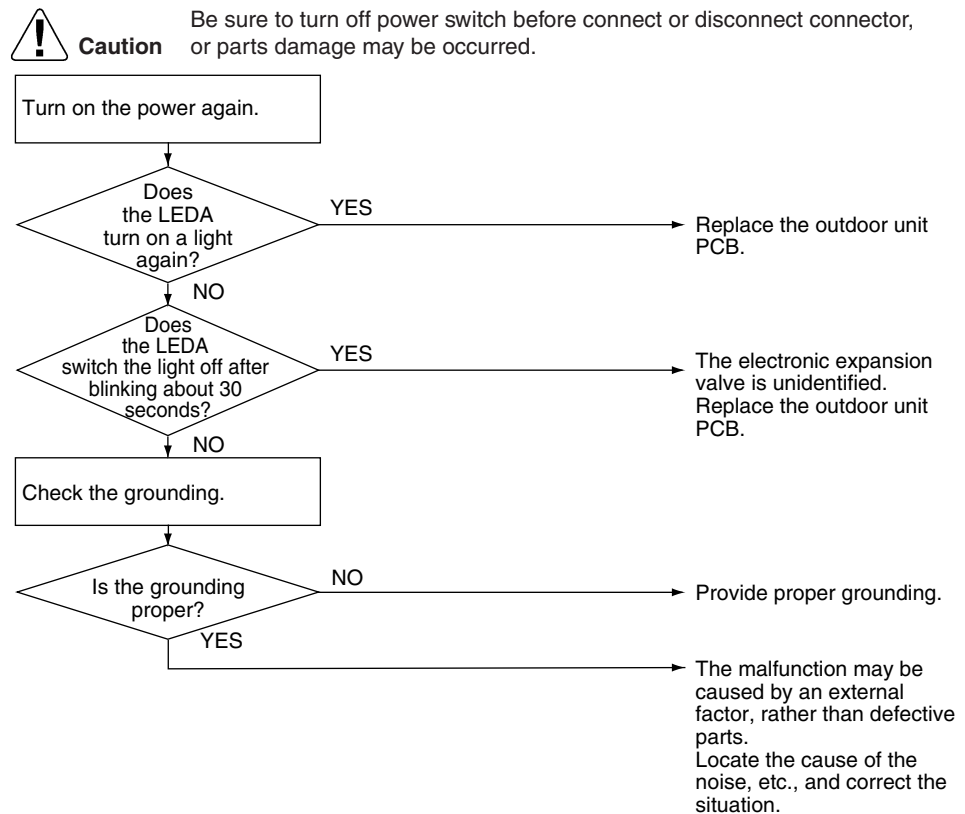 Be sure to turn off power switch before connect or disconnect connector,
Caution or parts damage may be occurred.
Turn on the power again.
Does
the LEDA
turn on a light
again?
YES
Replace the outdoor unit
PCB.
NO
Does
the LEDA
switch the light off after
blinking about 30
seconds?
YES
The electronic expansion
valve is unidentified.
Replace the outdoor unit
PCB.
NO
Check the grounding.
Is the grounding
proper?
NO
Provide proper grounding.
YES
The malfunction may be
caused by an external
factor, rather than defective
parts.
Locate the cause of the
noise, etc., and correct the
situation.